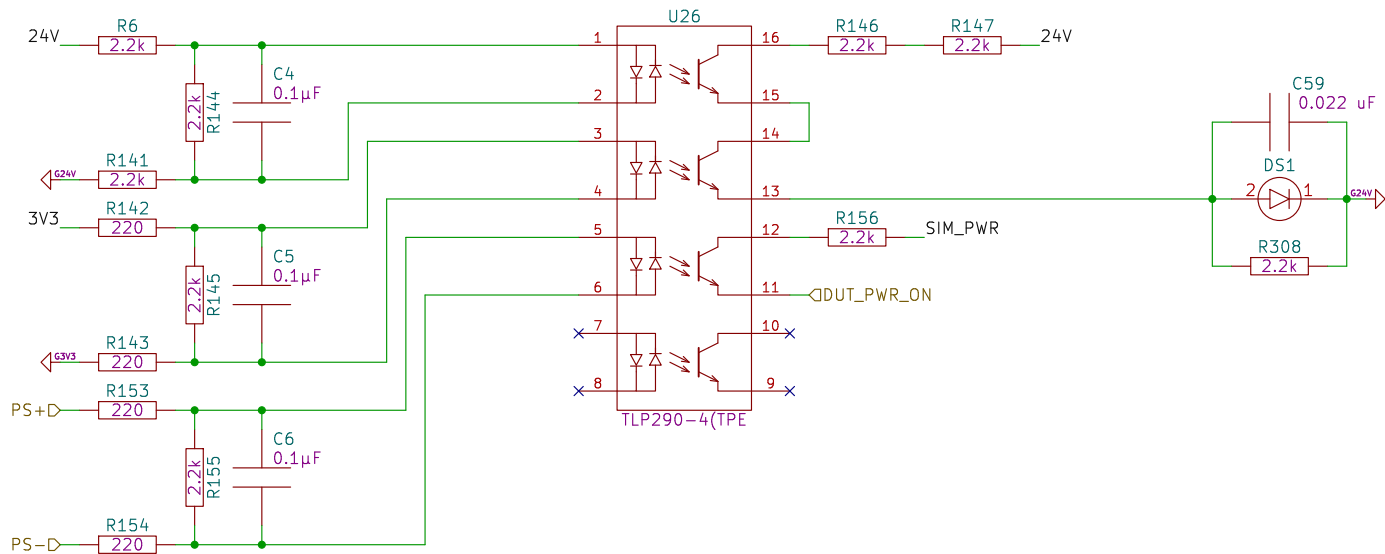 U26
R6
24V
2.2k
1
16
R146
2.2k
R147
2.2k
24V
2.2k
R144
C4
0.1µF
2
15
3
14
C59
0.022 uF
R141
G24V
2.2k
DS1
4
13
2
1
G24V
R142
3V3
220
5
12
R156
2.2k
SIM_PWR
R308
2.2k
2.2k
R145
C5
0.1µF
6
11
DUT_PWR_ON
7
10
R143
G3V3
220
8
9
R153
PS+
220
TLP290-4(TPE
2.2k
R155
C6
0.1µF
R154
PS-
220